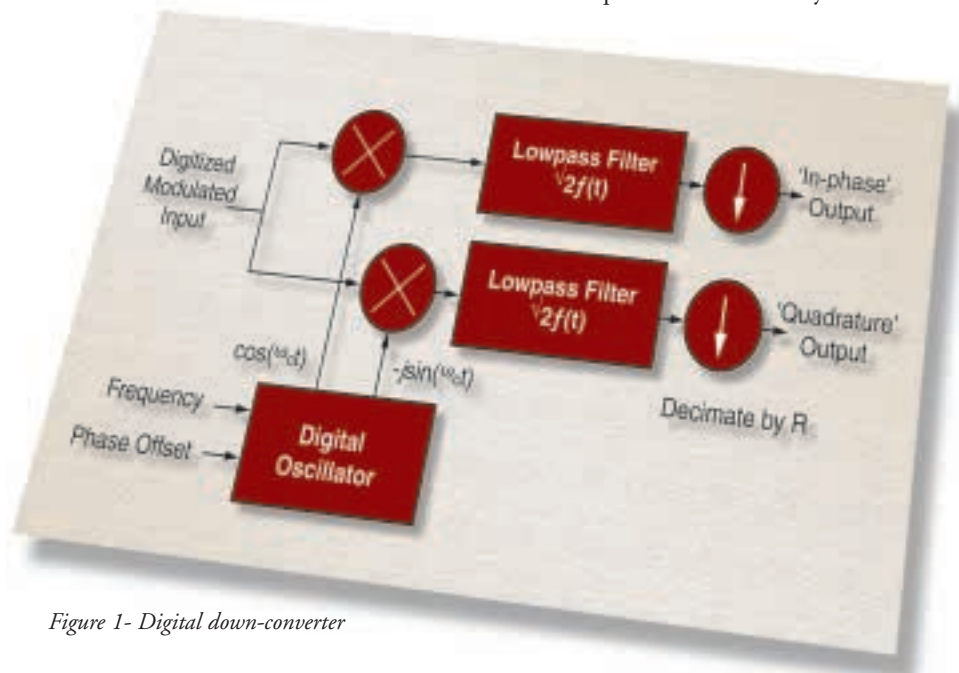 Digitized
Modulated
Input
Lowpass Filter
√2f(t)
'In-phase'
Output
Lowpass Filter
√2f(t)
'Quadrature'
Output
cos(ω₀t)
-jsin(ω₀t)
Decimate by R
Frequency
Phase Offset
Digital
Oscillator
Figure 1- Digital down-converter